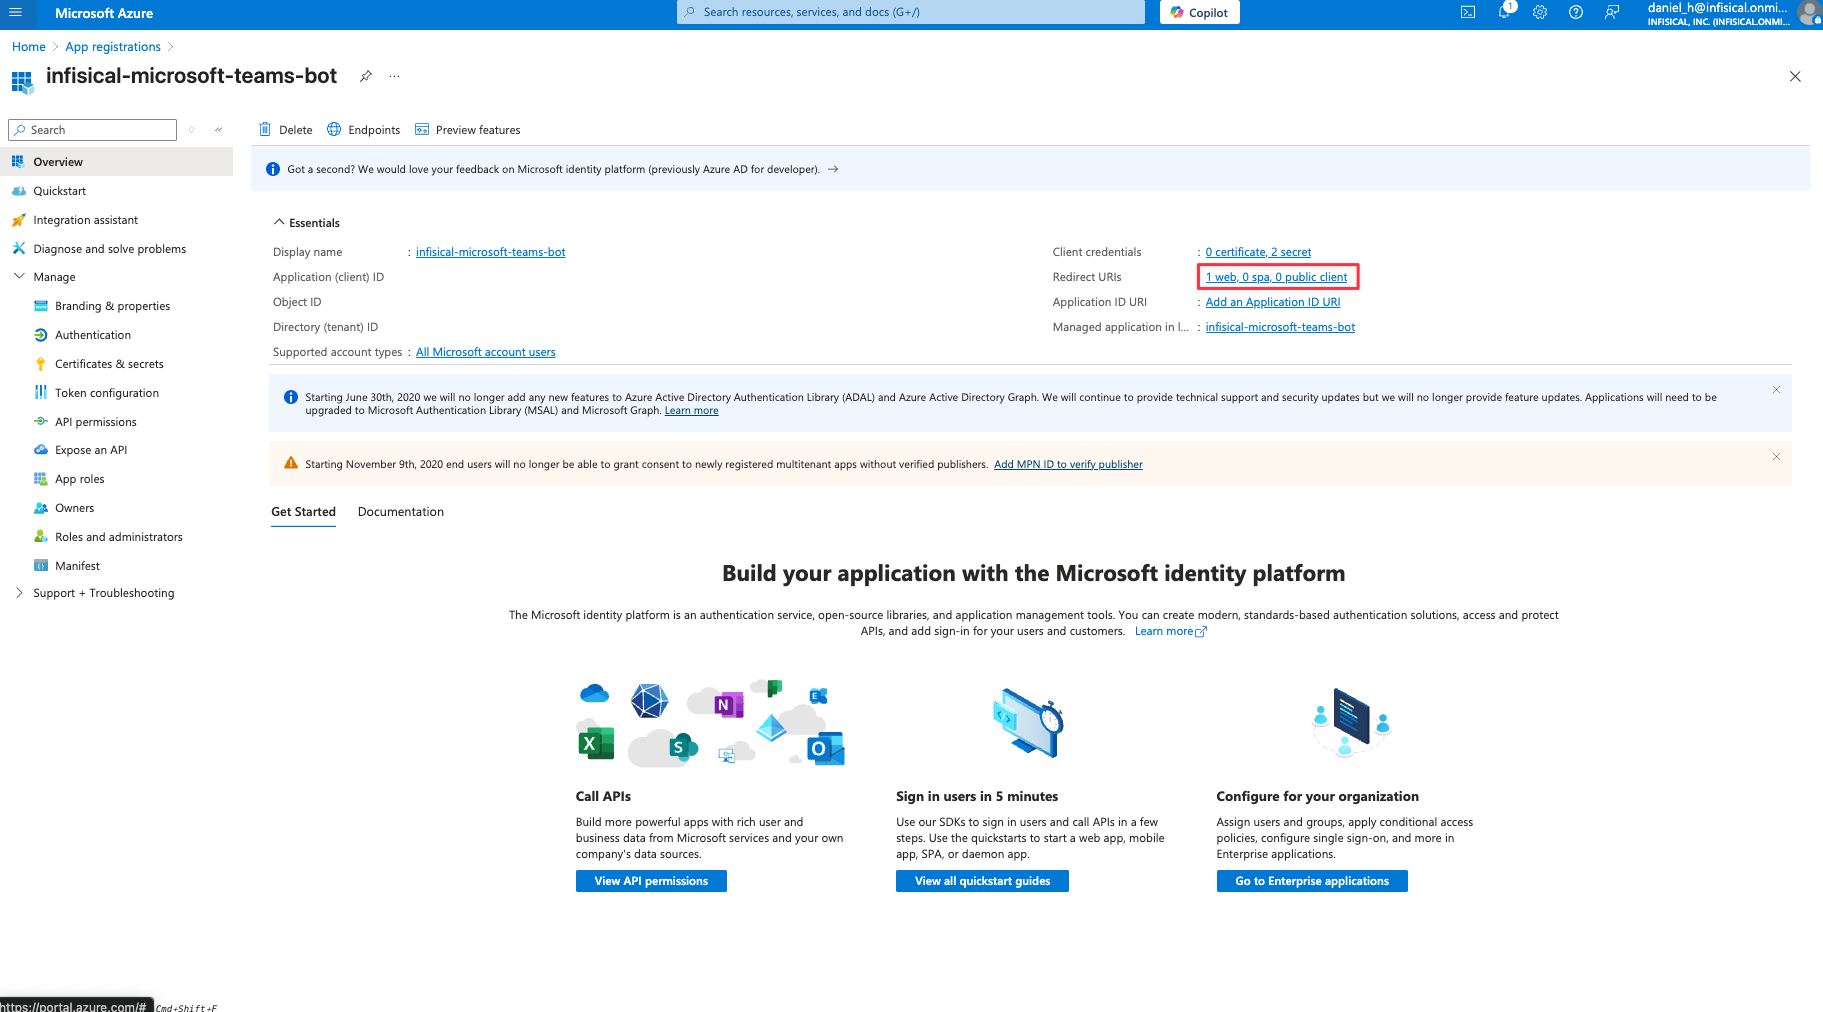 Microsoft Azure
Search resources, services, and docs (G+/)
Copilot
1
daniel_h@infisical.onmi...
INFISICAL, INC. (INFISICAL.ONMI...
Home > App registrations >
infisical-microsoft-teams-bot
Search
Delete
Endpoints
Preview features
Overview
Quickstart
Integration assistant
Diagnose and solve problems
Manage
Branding & properties
Authentication
Certificates & secrets
Token configuration
API permissions
Expose an API
App roles
Owners
Roles and administrators
Manifest
Support + Troubleshooting
Got a second? We would love your feedback on Microsoft identity platform (previously Azure AD for developer). →
Essentials
Display name : infisical-microsoft-teams-bot
Application (client) ID
Object ID
Directory (tenant) ID
Supported account types : All Microsoft account users
Client credentials : 0 certificate, 2 secret
Redirect URIs : 1 web, 0 spa, 0 public client
Application ID URI : Add an Application ID URI
Managed application in l... : infisical-microsoft-teams-bot
Starting June 30th, 2020 we will no longer add any new features to Azure Active Directory Authentication Library (ADAL) and Azure Active Directory Graph. We will continue to provide technical support and security updates but we will no longer provide feature updates. Applications will need to be
upgraded to Microsoft Authentication Library (MSAL) and Microsoft Graph. Learn more
Starting November 9th, 2020 end users will no longer be able to grant consent to newly registered multitenant apps without verified publishers. Add MPN ID to verify publisher
Get Started
Documentation
Build your application with the Microsoft identity platform
The Microsoft identity platform is an authentication service, open-source libraries, and application management tools. You can create modern, standards-based authentication solutions, access and protect
APIs, and add sign-in for your users and customers. Learn more
N
E
X
S
O
Call APIs
Build more powerful apps with rich user and
business data from Microsoft services and your own
company's data sources.
View API permissions
Sign in users in 5 minutes
Use our SDKs to sign in users and call APIs in a few
steps. Use the quickstarts to start a web app, mobile
app, SPA, or daemon app.
View all quickstart guides
Configure for your organization
Assign users and groups, apply conditional access
policies, configure single sign-on, and more in
Enterprise applications.
Go to Enterprise applications
https://portal.azure.com/#
Cmd+Shift+F